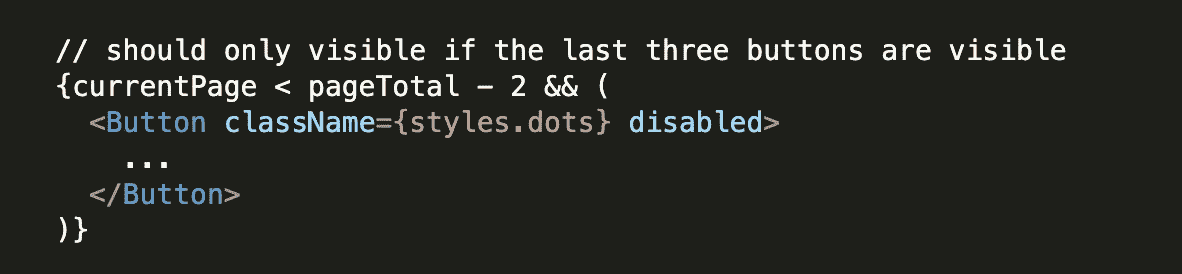 // should only visible if the last three buttons are visible
{currentPage < pageTotal - 2 && (
<Button className={styles.dots} disabled>
...
</Button>
)}